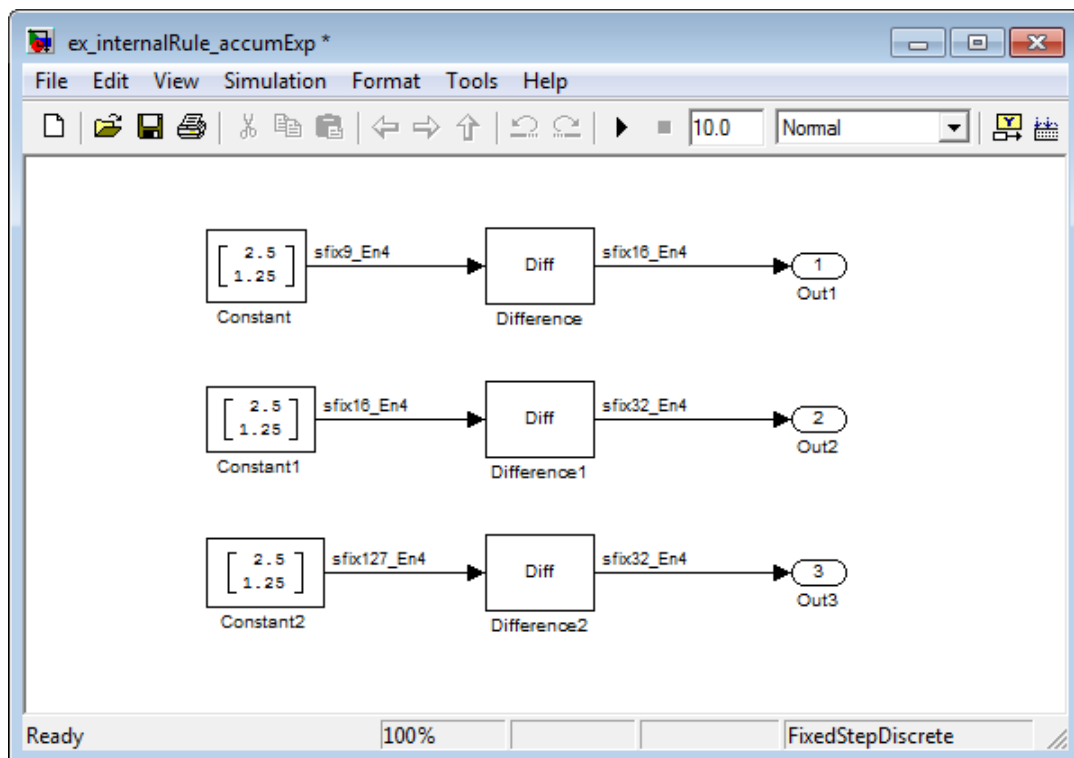 ex_internalRule_accumExp *
File Edit View Simulation Format Tools Help
10.0 Normal
2.5
1.25
sfix9_En4
Diff
sfix16_En4
1
Constant
Difference
Out1
2.5
1.25
sfix16_En4
Diff
sfix32_En4
2
Constant1
Difference1
Out2
2.5
1.25
sfix127_En4
Diff
sfix32_En4
3
Constant2
Difference2
Out3
Ready 100% FixedStepDiscrete